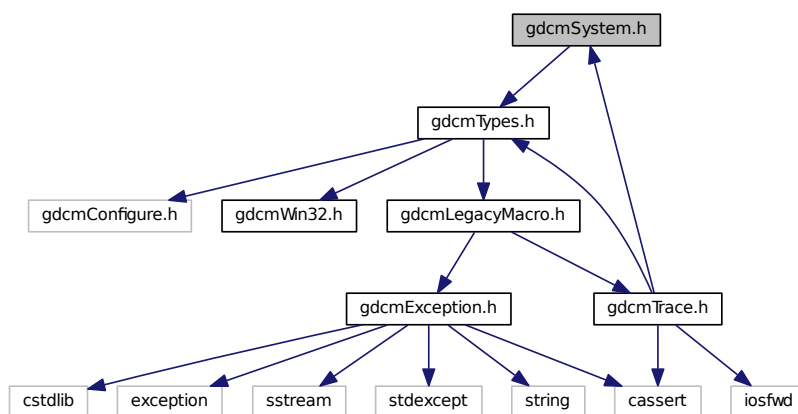 gdcmSystem.h
gdcmTypes.h
gdcmConfigure.h
gdcmWin32.h
gdcmLegacyMacro.h
gdcmException.h
gdcmTrace.h
cstdlib
exception
sstream
stdexcept
string
cassert
iosfwd